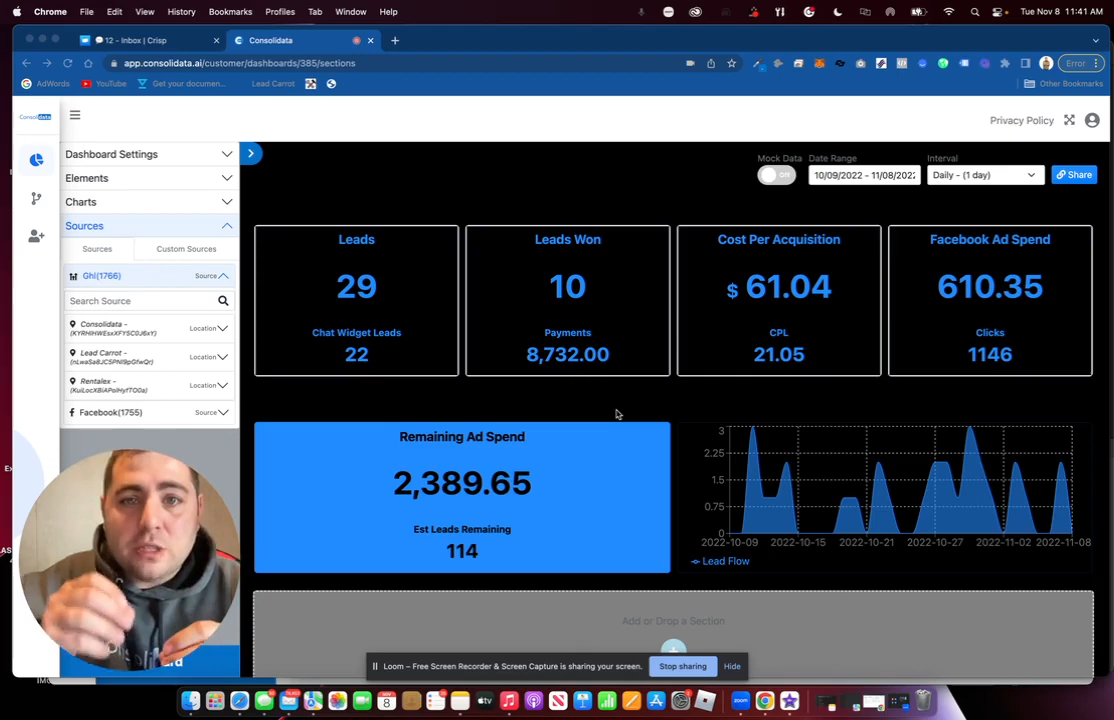 Chrome File Edit View History Bookmarks Profiles Tab Window Help Tue Nov 8 11:41 AM
12 - Inbox | Crisp Consolidata
app.consolidata.ai/customer/dashboards/385/sections Error
AdWords YouTube Get your documen... Lead Carrot Other Bookmarks
Consolidata Privacy Policy
Dashboard Settings
Elements
Charts
Sources
Sources Custom Sources
Ghl(1766) Source
Search Source
Consolidata - Location
Lead Carrot - Location
Rentalex - Location
Facebook(1755) Source
Mock Data Date Range Interval
Off 10/09/2022 - 11/08/2022 Daily - (1 day) Share
Leads
29
Chat Widget Leads
22
Leads Won
10
Payments
8,732.00
Cost Per Acquisition
$ 61.04
CPL
21.05
Facebook Ad Spend
610.35
Clicks
1146
Remaining Ad Spend
2,389.65
Est Leads Remaining
114
3
2.25
1.5
0.75
0
2022-10-09 2022-10-15 2022-10-21 2022-10-27 2022-11-02 2022-11-08
Lead Flow
Add or Drop a Section
Loom – Free Screen Recorder & Screen Capture is sharing your screen. Stop sharing Hide